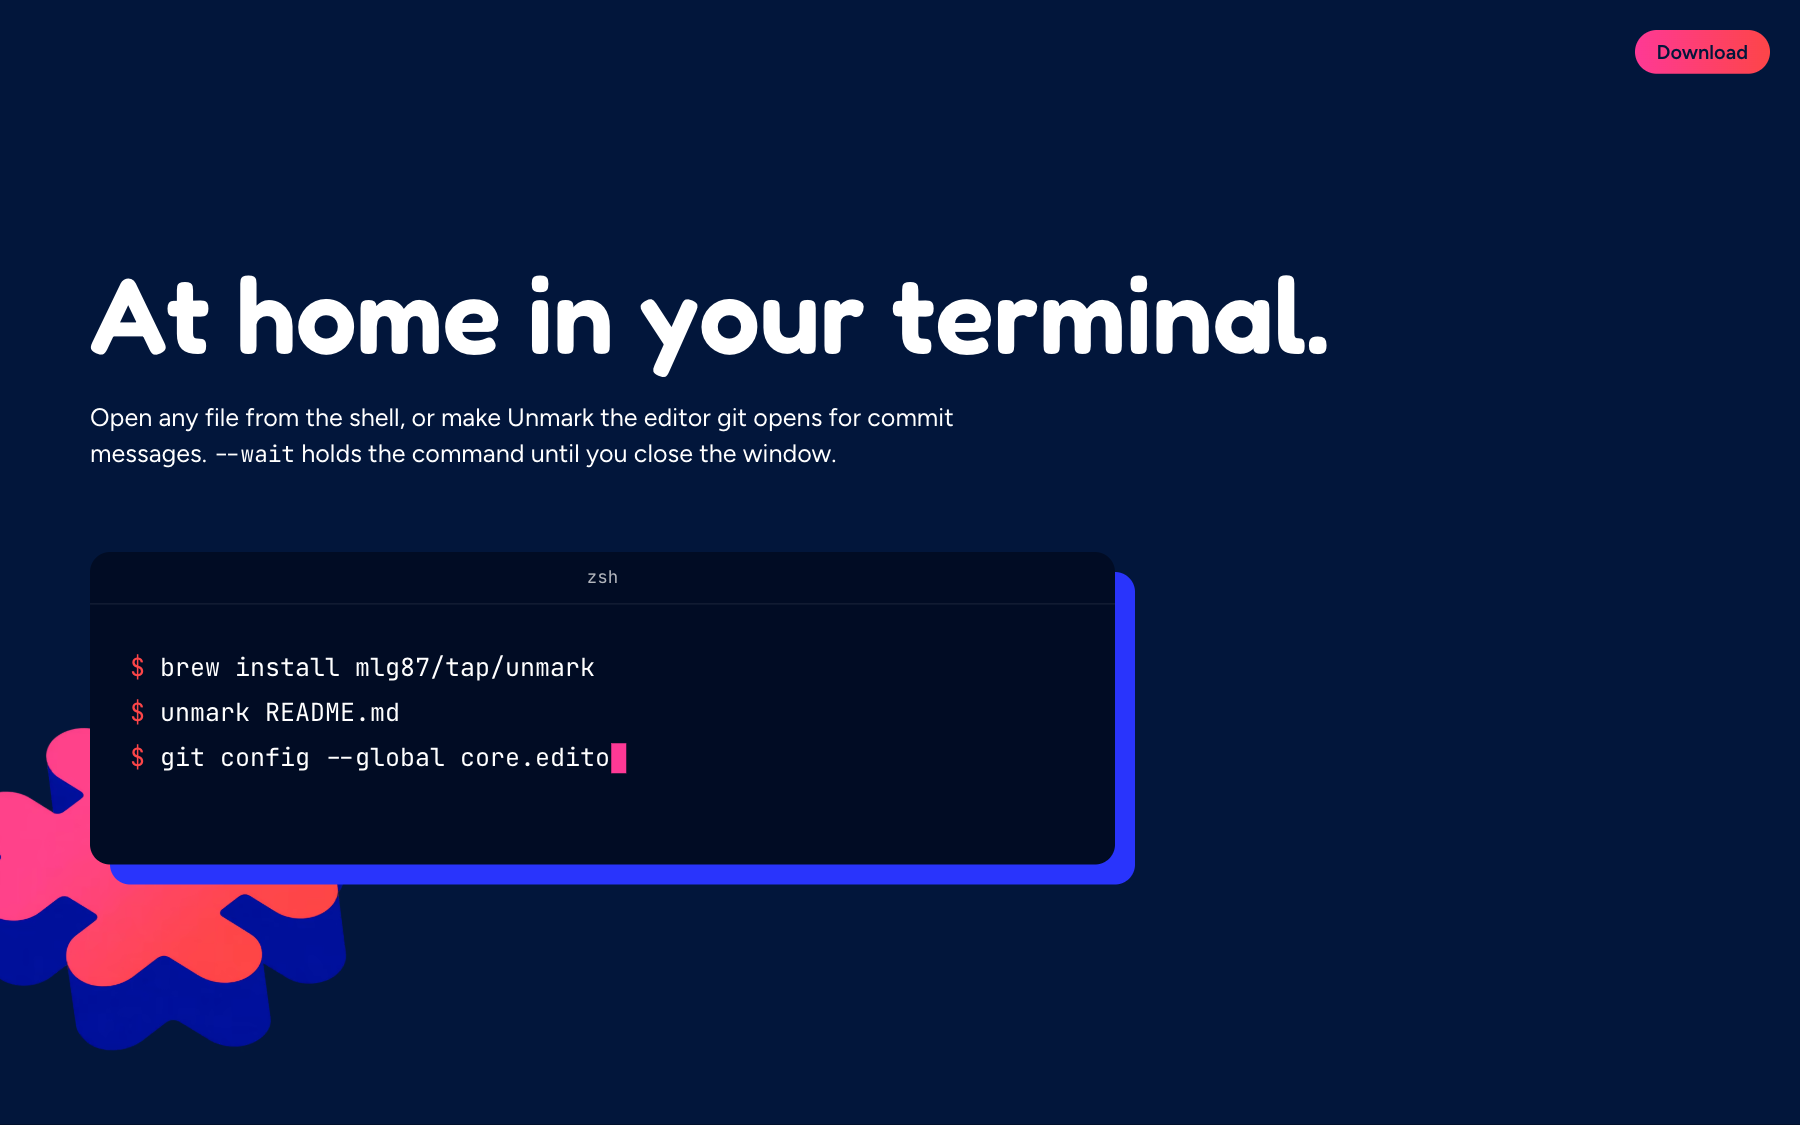 Download
At home in your terminal.
Open any file from the shell, or make Unmark the editor git opens for commit
messages. --wait holds the command until you close the window.
zsh
$ brew install mlg87/tap/unmark
$ unmark README.md
$ git config --global core.edito